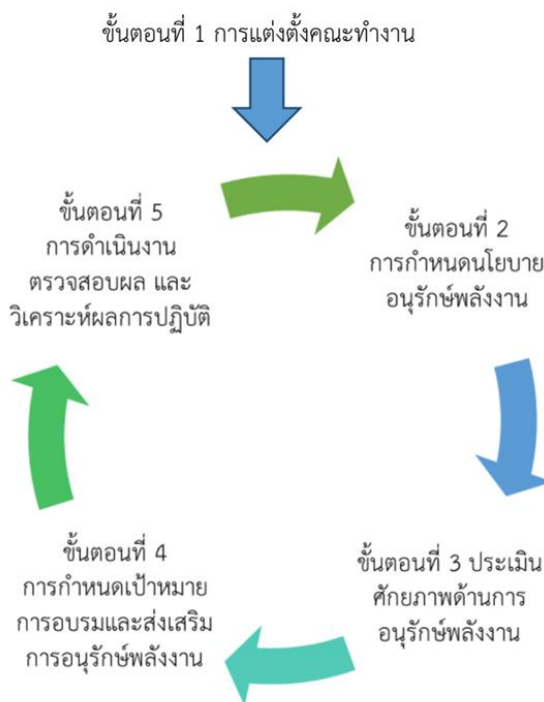 ขั้นตอนที่ 1 การแต่งตั้งคณะทำงาน
ขั้นตอนที่ 2
การกำหนดนโยบาย
อนุรักษ์พลังงาน
ขั้นตอนที่ 3 ประเมิน
ศักยภาพด้านการ
อนุรักษ์พลังงาน
ขั้นตอนที่ 4
การกำหนดเป้าหมาย
การอบรมและส่งเสริม
การอนุรักษ์พลังงาน
ขั้นตอนที่ 5
การดำเนินงาน
ตรวจสอบผล และ
วิเคราะห์ผลการปฏิบัติ